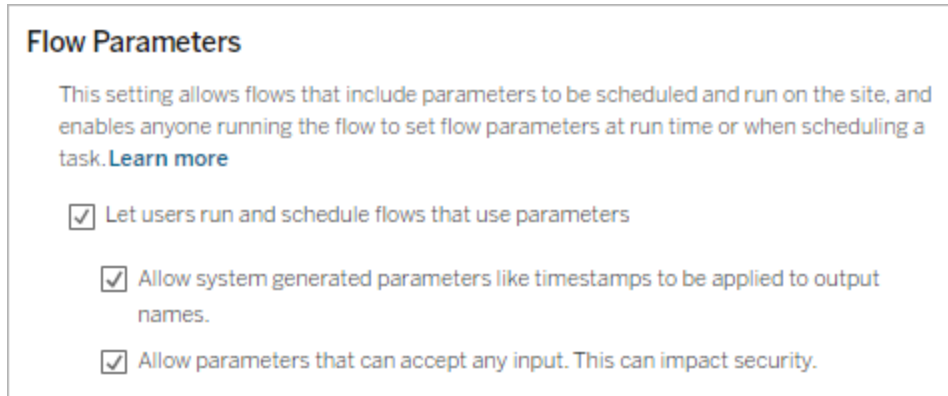 Flow Parameters
This setting allows flows that include parameters to be scheduled and run on the site, and
enables anyone running the flow to set flow parameters at run time or when scheduling a
task. Learn more
Let users run and schedule flows that use parameters
Allow system generated parameters like timestamps to be applied to output
names.
Allow parameters that can accept any input. This can impact security.